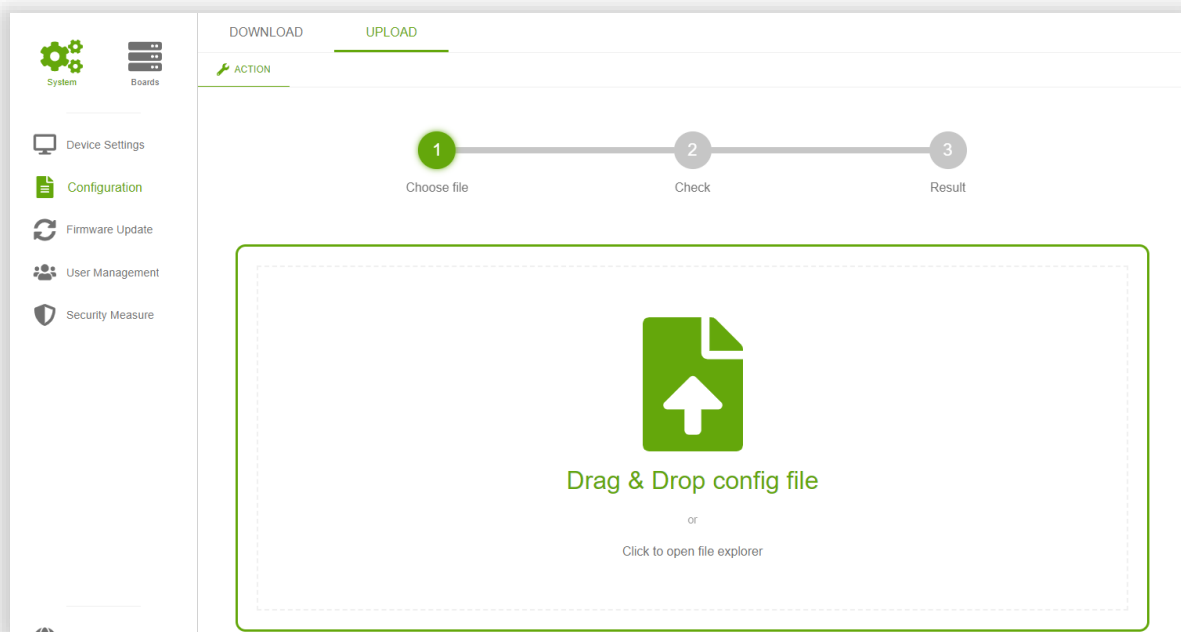 DOWNLOAD UPLOAD
System Boards
ACTION
Device Settings
Configuration
Firmware Update
User Management
Security Measure
1 2 3
Choose file Check Result
Drag & Drop config file
or
Click to open file explorer